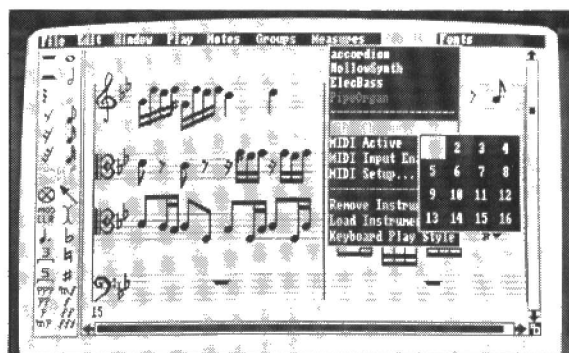 File Edit Window Play Notes Groups Measures Fonts
accordion
HollowSynth
ElecBass
PipeOrgan
MIDI Active
MIDI Input En
MIDI Setup...
Remove Instru
Load Instrume
Keyboard Play Style
2 3 4
5 6 7 8
9 10 11 12
13 14 15 16
15